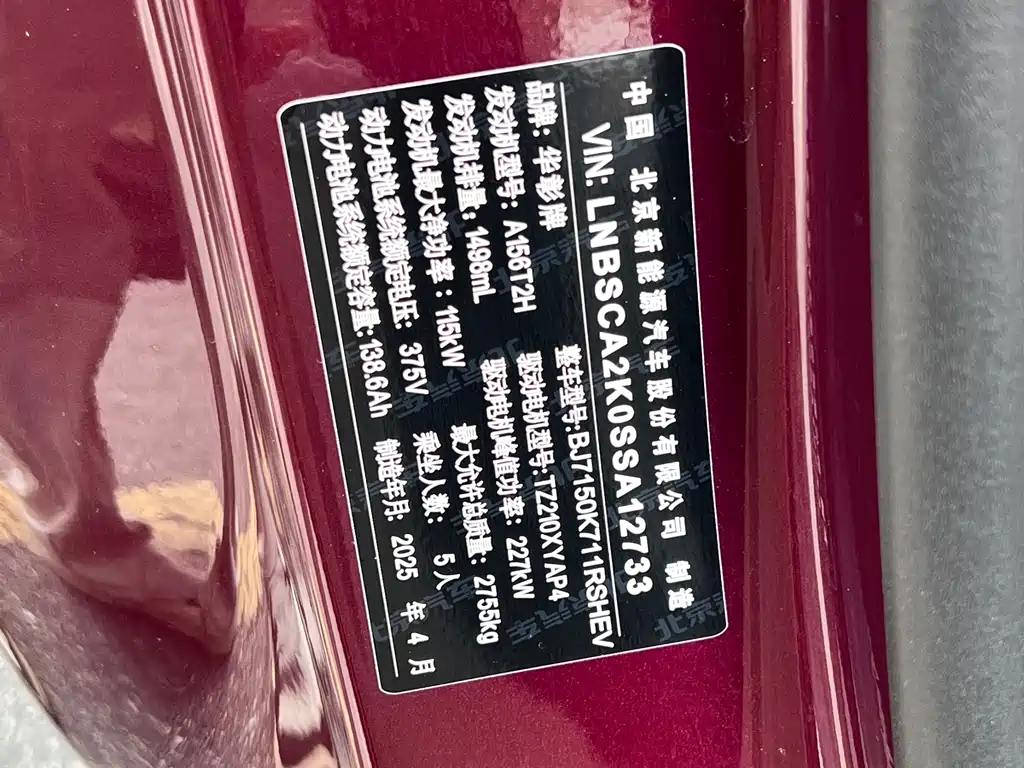 中国 北京新能源汽车股份有限公司 制造
VIN: LNBSCA2K0SSA12733
品牌: 华彰牌 整车型号:BJ7150K711RSHEV
发动机型号: A156T2H 驱动电机型号:TZ210XYAP4
发动机排量: 1498mL 驱动电机峰值功率: 227kW
发动机最大净功率: 115kW 最大允许总质量: 2755kg
动力电池系统额定电压: 375V 乘坐人数: 5人
动力电池系统额定容量:138.6Ah 制造年月: 2025 年 4 月